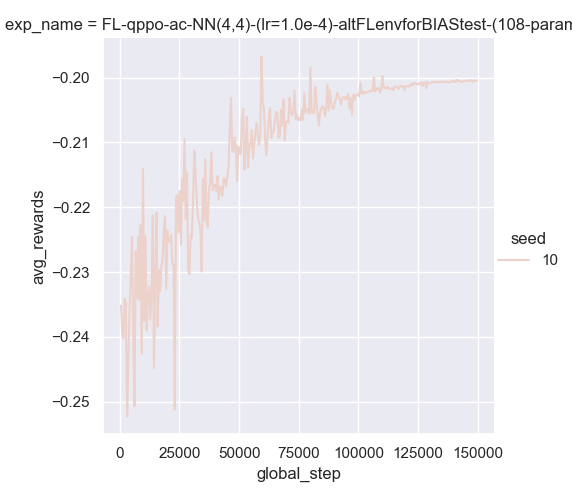 exp_name = FL-qppo-ac-NN(4,4)-(lr=1.0e-4)-altFLenvforBIAStest-(108-param
−0.20
−0.21
−0.22
−0.23
−0.24
−0.25
avg_rewards
seed
10
0 25000 50000 75000 100000 125000 150000
global_step